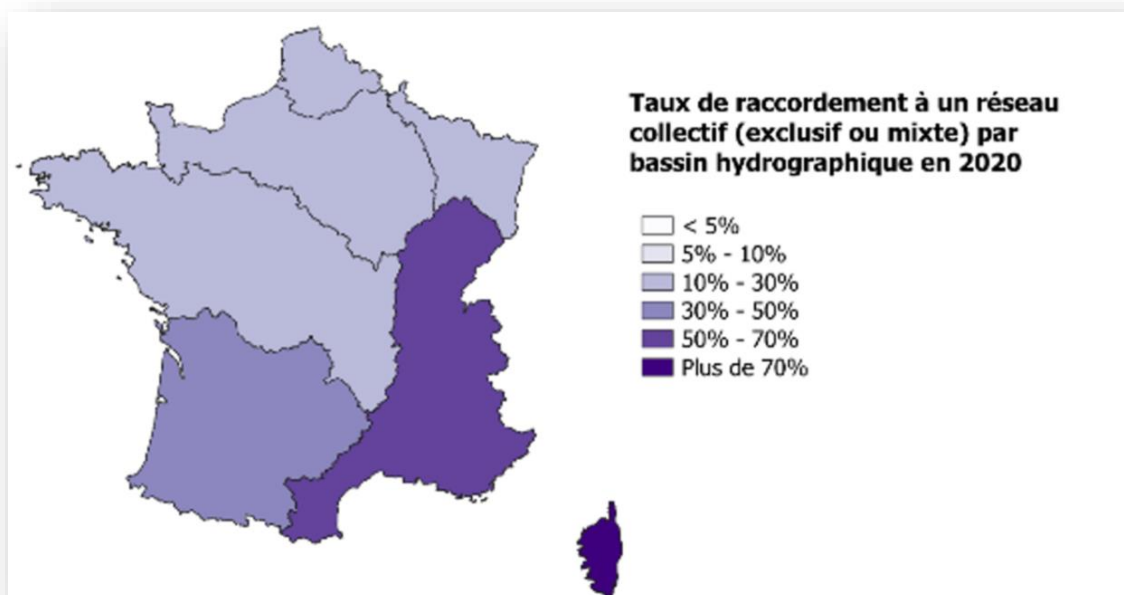 Taux de raccordement à un réseau
collectif (exclusif ou mixte) par
bassin hydrographique en 2020
< 5%
5% - 10%
10% - 30%
30% - 50%
50% - 70%
Plus de 70%